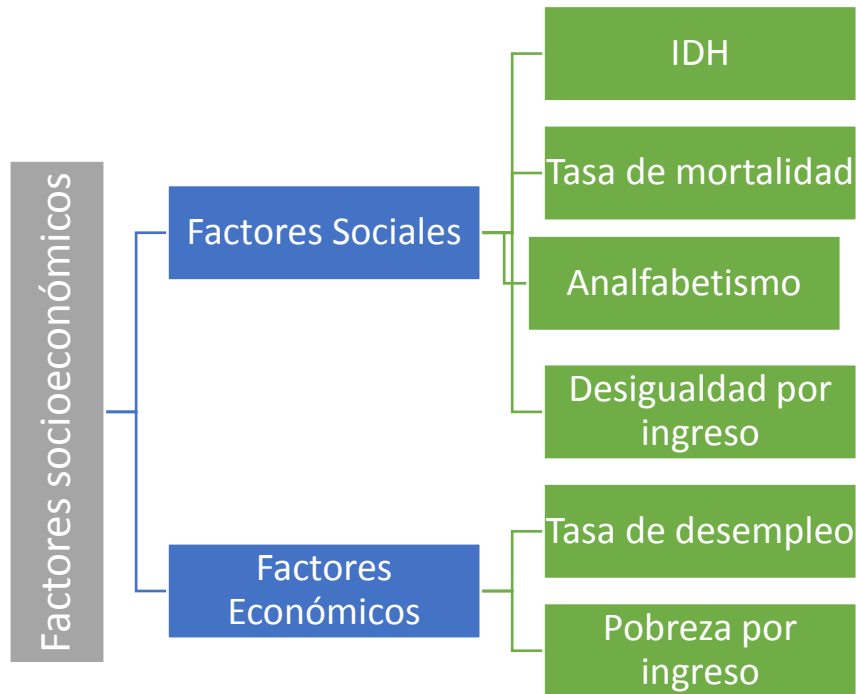 Factores socioeconómicos
Factores Sociales
IDH
Tasa de mortalidad
Analfabetismo
Desigualdad por
ingreso
Factores
Económicos
Tasa de desempleo
Pobreza por
ingreso